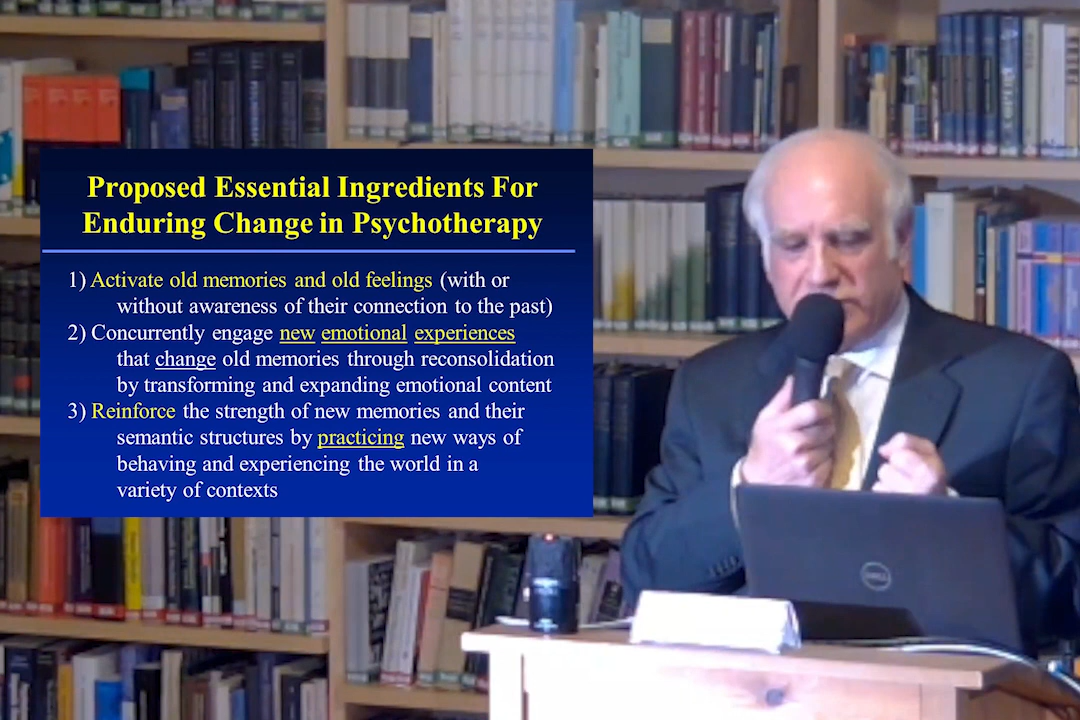 Proposed Essential Ingredients For
Enduring Change in Psychotherapy
1) Activate old memories and old feelings (with or
without awareness of their connection to the past)
2) Concurrently engage new emotional experiences
that change old memories through reconsolidation
by transforming and expanding emotional content
3) Reinforce the strength of new memories and their
semantic structures by practicing new ways of
behaving and experiencing the world in a
variety of contexts
DELL